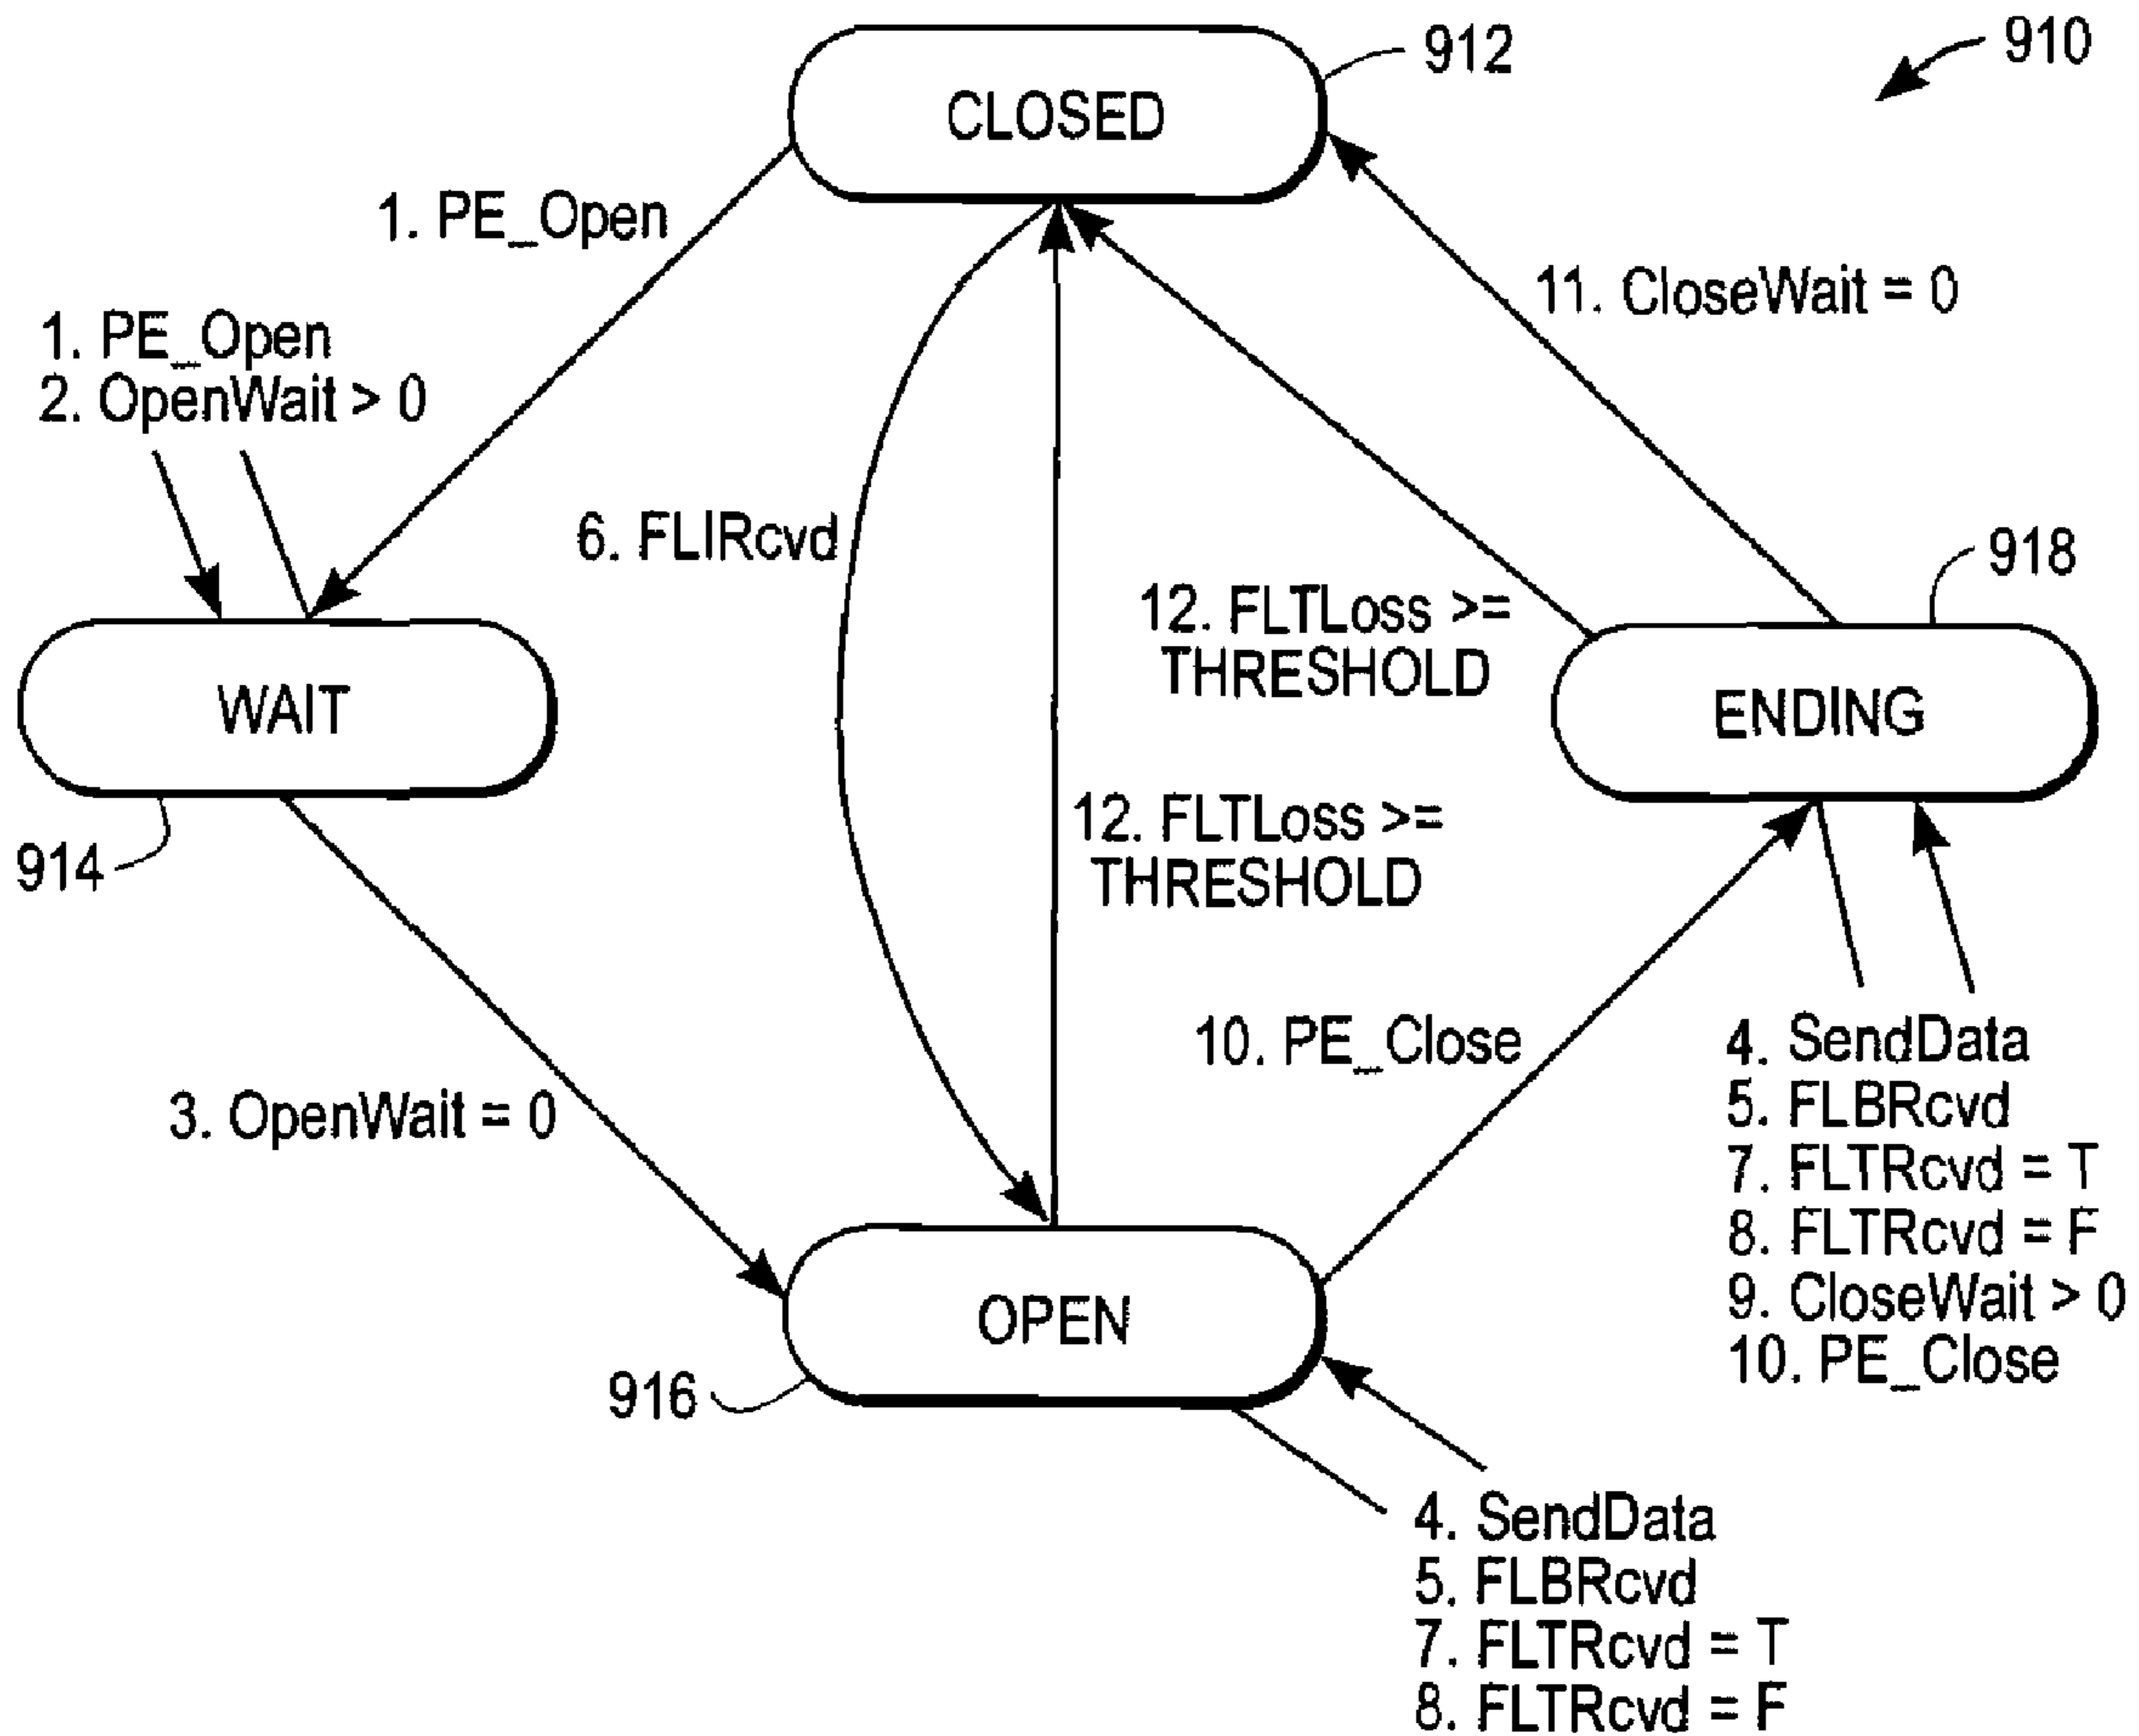 910
912
CLOSED
1. PE_Open
11. CloseWait = 0
1. PE_Open
2. OpenWait > 0
6. FLIRcvd
918
12. FLTLoss >=
THRESHOLD
WAIT
ENDING
914
12. FLTLoss >=
THRESHOLD
10. PE_Close
3. OpenWait = 0
4. SendData
5. FLBRcvd
7. FLTRcvd = T
8. FLTRcvd = F
9. CloseWait > 0
10. PE_Close
OPEN
916
4. SendData
5. FLBRcvd
7. FLTRcvd = T
8. FLTRcvd = F